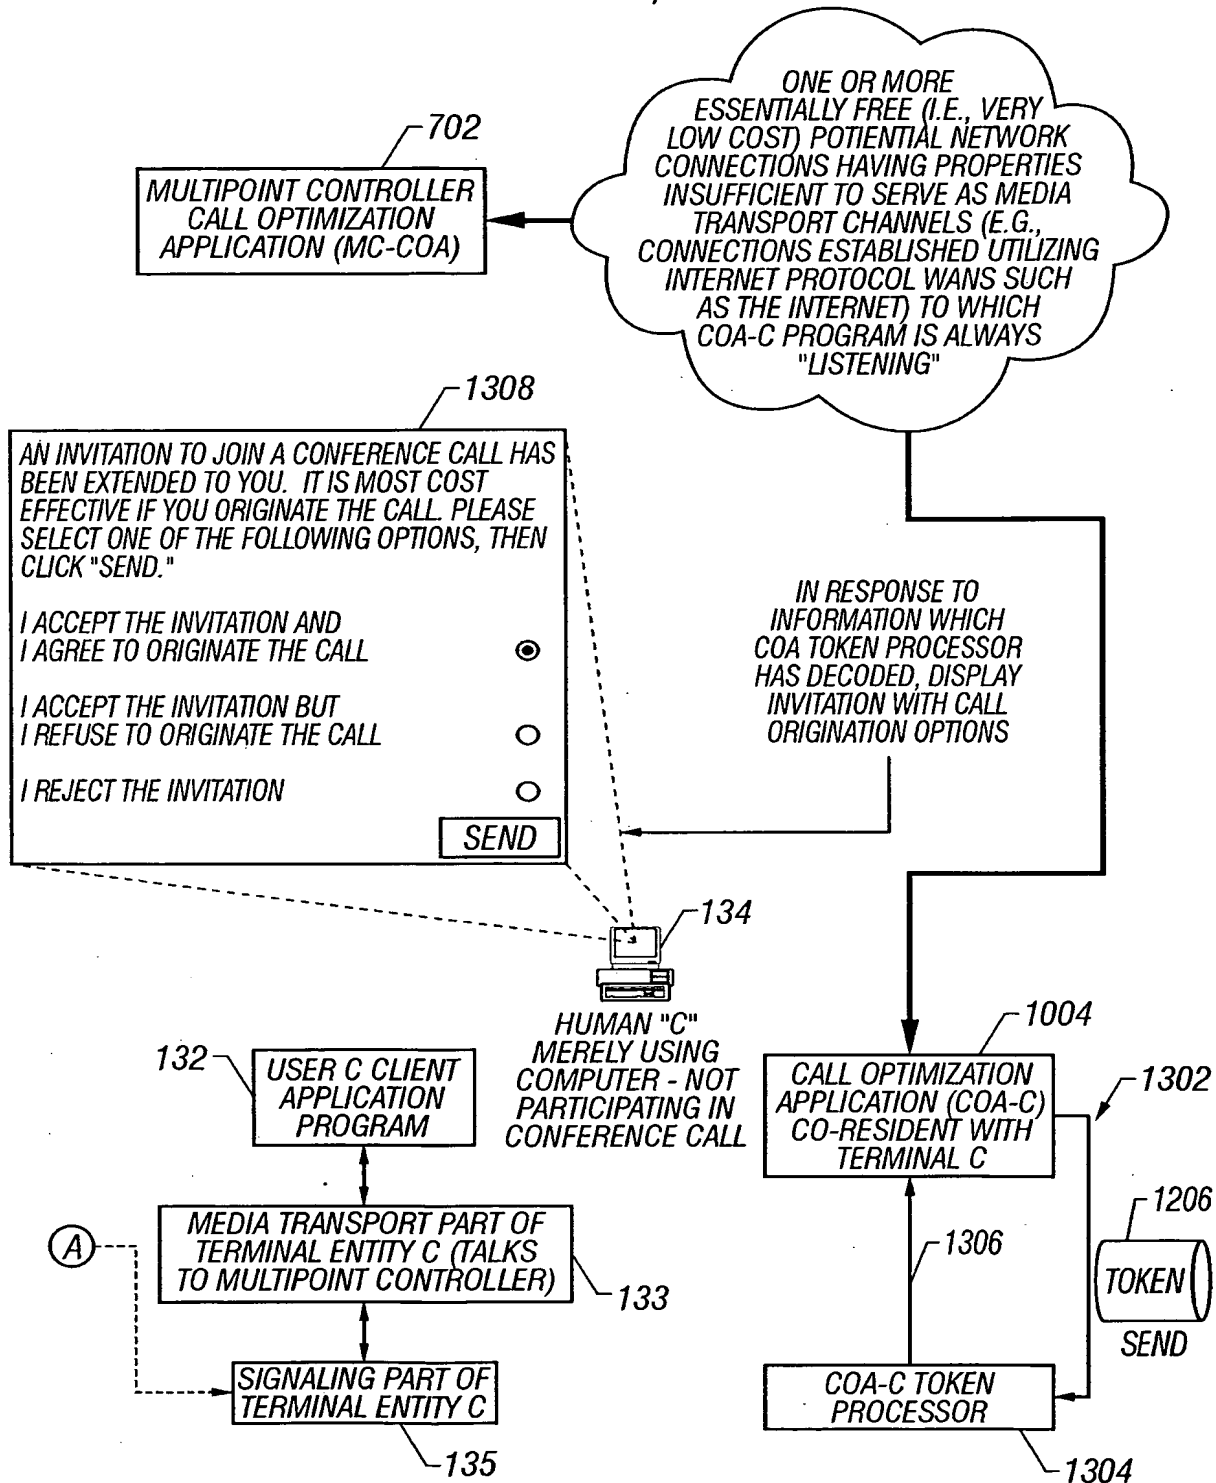 ONE OR MORE
ESSENTIALLY FREE (I.E., VERY
LOW COST) POTIENTIAL NETWORK
CONNECTIONS HAVING PROPERTIES
INSUFFICIENT TO SERVE AS MEDIA
TRANSPORT CHANNELS (E.G.,
CONNECTIONS ESTABLISHED UTILIZING
INTERNET PROTOCOL WANS SUCH
AS THE INTERNET) TO WHICH
COA-C PROGRAM IS ALWAYS
"LISTENING"
702
MULTIPOINT CONTROLLER
CALL OPTIMIZATION
APPLICATION (MC-COA)
1308
AN INVITATION TO JOIN A CONFERENCE CALL HAS
BEEN EXTENDED TO YOU. IT IS MOST COST
EFFECTIVE IF YOU ORIGINATE THE CALL. PLEASE
SELECT ONE OF THE FOLLOWING OPTIONS, THEN
CLICK "SEND."
I ACCEPT THE INVITATION AND
I AGREE TO ORIGINATE THE CALL
I ACCEPT THE INVITATION BUT
I REFUSE TO ORIGINATE THE CALL
I REJECT THE INVITATION
SEND
IN RESPONSE TO
INFORMATION WHICH
COA TOKEN PROCESSOR
HAS DECODED, DISPLAY
INVITATION WITH CALL
ORIGINATION OPTIONS
134
HUMAN "C"
MERELY USING
COMPUTER - NOT
PARTICIPATING IN
CONFERENCE CALL
132
USER C CLIENT
APPLICATION
PROGRAM
MEDIA TRANSPORT PART OF
TERMINAL ENTITY C (TALKS
TO MULTIPOINT CONTROLLER)
133
A
SIGNALING PART OF
TERMINAL ENTITY C
135
1004
CALL OPTIMIZATION
APPLICATION (COA-C)
CO-RESIDENT WITH
TERMINAL C
1302
1206
TOKEN
SEND
1306
COA-C TOKEN
PROCESSOR
1304